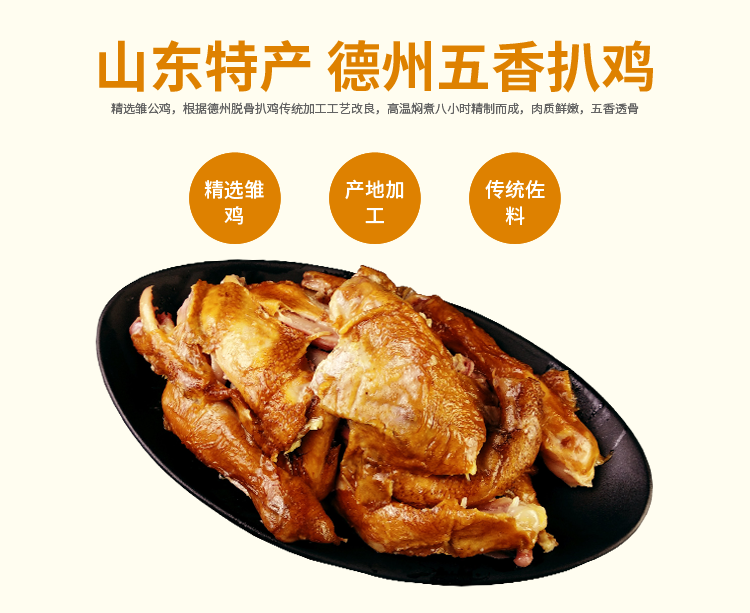 山东特产 德州五香扒鸡
精选雏公鸡，根据德州脱骨扒鸡传统加工工艺改良，高温焖煮八小时精制而成，肉质鲜嫩，五香透骨
精选雏
鸡
产地加
工
传统佐
料